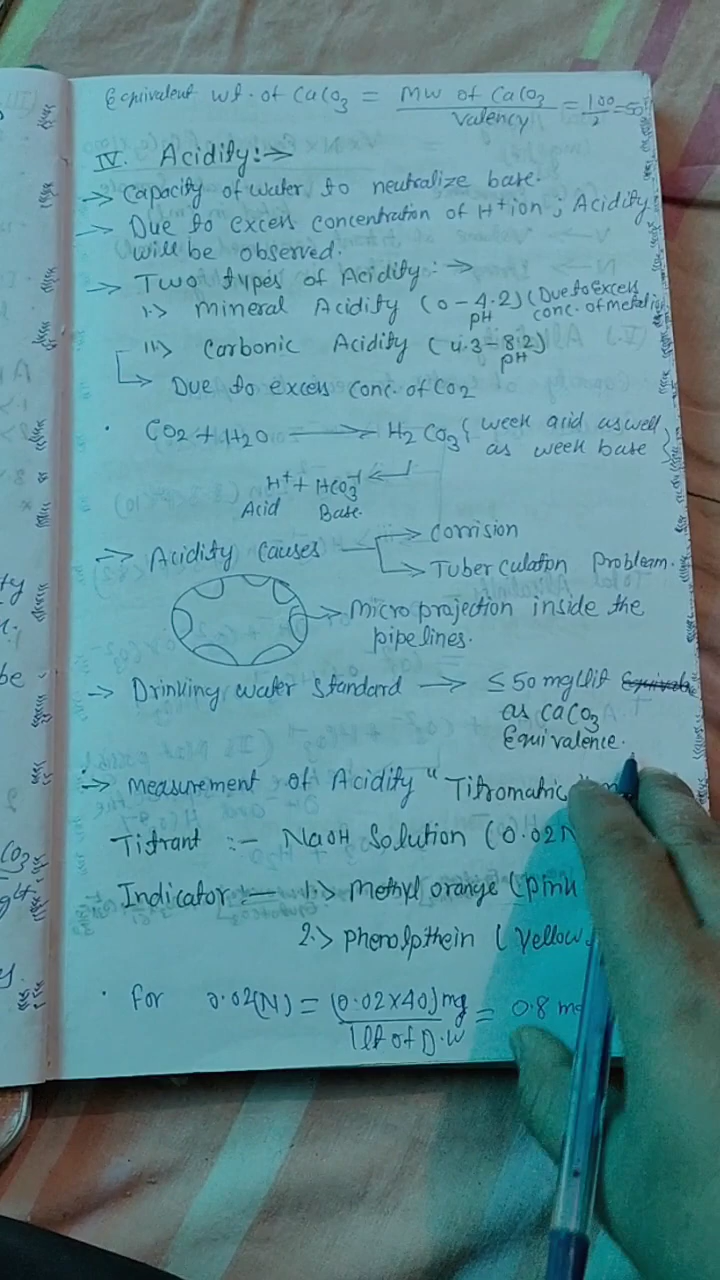 Equivalent wt. of CaCO3 = MW of CaCO3 / Valency = 100/2 = 50
IV. Acidity :→
→ Capacity of water to neutralize base.
→ Due to excess concentration of H+ ion ; Acidity
will be observed.
→ Two types of Acidity : →
i.> Mineral Acidity (0 - 4.2) (Due to Excess
pH conc. of metalic
ii> Carbonic Acidity (4.3 - 8.2)
pH
→ Due to excess Conc. of CO2
• CO2 + H2O → H2CO3 { week acid as well
as week base }
H+ + HCO3-
Acid Base.
→ Acidity causes → Corrision
→ Tuberculation Probleam.
→ Micro projection inside the
pipelines.
→ Drinking water standard → ≤ 50 mg/lit
as CaCO3
Equivalence.
→ Measurement of Acidity "Titromatric"
Titrant :- NaOH Solution (0.02N
Indicator :- 1.> Methyl orange (Pink
2.> Phenolpthein (Yellow
• For 0.02(N) = (0.02 x 40) mg / 1 lt of D.W = 0.8 mg